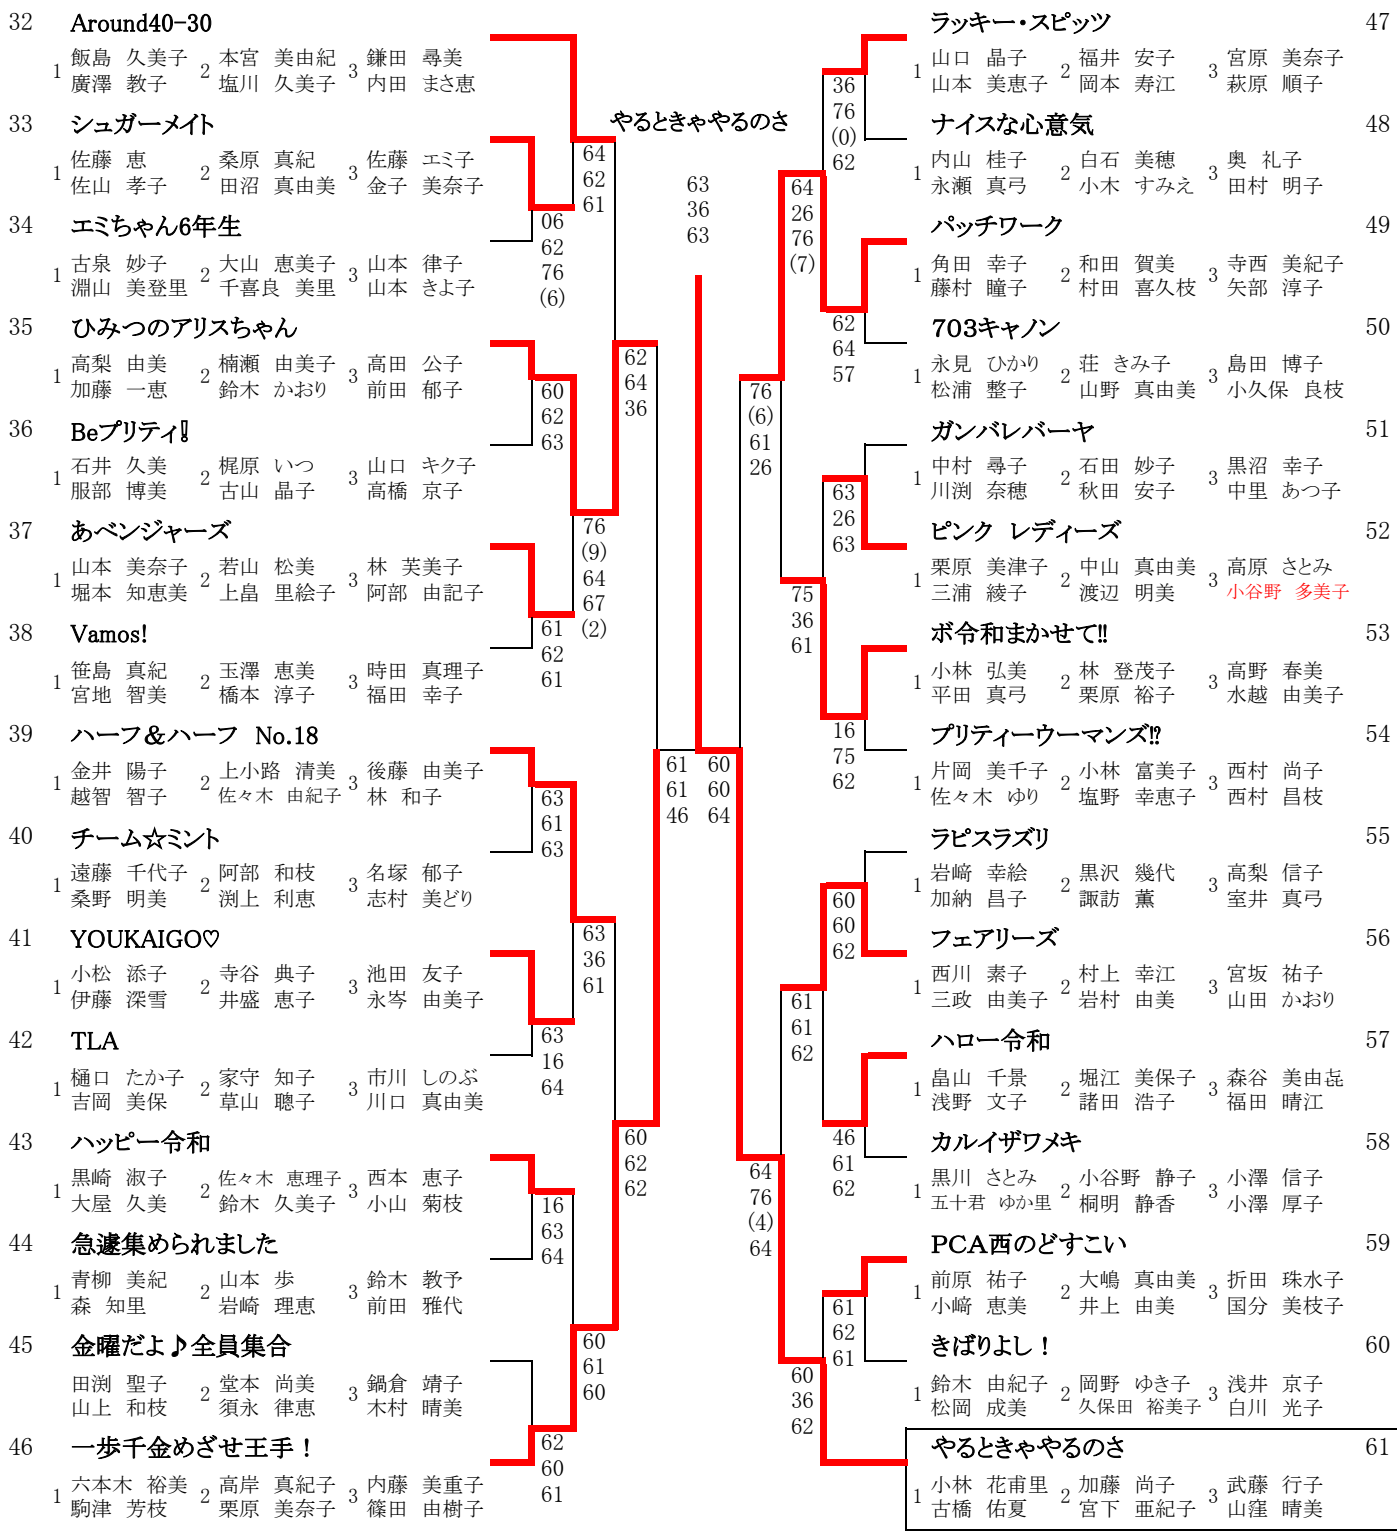 32 Around40-30
1 飯島 久美子 2 本宮 美由紀 3 鎌田 尋美
廣澤 教子 塩川 久美子 内田 まさ恵
33 シュガーメイト
1 佐藤 恵 2 桑原 真紀 3 佐藤 エミ子
佐山 孝子 田沼 真由美 金子 美奈子
34 エミちゃん6年生
1 古泉 妙子 2 大山 恵美子 3 山本 律子
淵山 美登里 千喜良 美里 山本 きよ子
35 ひみつのアリスちゃん
1 高梨 由美 2 楠瀬 由美子 3 高田 公子
加藤 一恵 鈴木 かおり 前田 郁子
36 Beプリティ!
1 石井 久美 2 梶原 いつ 3 山口 キク子
服部 博美 古山 晶子 高橋 京子
37 あベンジャーズ
1 山本 美奈子 2 若山 松美 3 林 芙美子
堀本 知恵美 上畠 里絵子 阿部 由記子
38 Vamos!
1 笹島 真紀 2 玉澤 恵美 3 時田 真理子
宮地 智美 橋本 淳子 福田 幸子
39 ハーフ&ハーフ No.18
1 金井 陽子 2 上小路 清美 3 後藤 由美子
越智 智子 佐々木 由紀子 林 和子
40 チーム☆ミント
1 遠藤 千代子 2 阿部 和枝 3 名塚 郁子
桑野 明美 渕上 利恵 志村 美どり
41 YOUKAIGO♡
1 小松 添子 2 寺谷 典子 3 池田 友子
伊藤 深雪 井盛 恵子 永岑 由美子
42 TLA
1 樋口 たか子 2 家守 知子 3 市川 しのぶ
吉岡 美保 草山 聰子 川口 真由美
43 ハッピー令和
1 黒崎 淑子 2 佐々木 恵理子 3 西本 恵子
大屋 久美 鈴木 久美子 小山 菊枝
44 急遽集められました
1 青柳 美紀 2 山本 歩 3 鈴木 教予
森 知里 岩崎 理恵 前田 雅代
45 金曜だよ♪全員集合
1 田渕 聖子 2 堂本 尚美 3 鍋倉 靖子
山上 和枝 須永 律恵 木村 晴美
46 一歩千金めざせ王手!
1 六本木 裕美 2 高岸 真紀子 3 内藤 美重子
駒津 芳枝 栗原 美奈子 篠田 由樹子
06
62
76
(6)
60
62
63
61
62
61
63
61
63
63
16
64
16
63
64
62
60
61
64
62
61
76
(9)
64
67
(2)
63
36
61
60
61
60
62
64
36
60
62
62
61
61
46
やるときゃやるのさ
63
36
63
60
60
64
76
(6)
61
26
64
76
(4)
64
64
26
76
(7)
75
36
61
61
61
62
60
36
62
36
76
(0)
62
62
64
57
63
26
63
16
75
62
60
60
62
46
61
62
61
62
61
ラッキー・スピッツ 47
1 山口 晶子 2 福井 安子 3 宮原 美奈子
山本 美恵子 岡本 寿江 萩原 順子
ナイスな心意気 48
1 内山 桂子 2 白石 美穂 3 奥 礼子
永瀬 真弓 小木 すみえ 田村 明子
パッチワーク 49
1 角田 幸子 2 和田 賀美 3 寺西 美紀子
藤村 瞳子 村田 喜久枝 矢部 淳子
703キャノン 50
1 永見 ひかり 2 荘 きみ子 3 島田 博子
松浦 整子 山野 真由美 小久保 良枝
ガンバレバーヤ 51
1 中村 尋子 2 石田 妙子 3 黒沼 幸子
川渕 奈穂 秋田 安子 中里 あつ子
ピンク レディーズ 52
1 栗原 美津子 2 中山 真由美 3 高原 さとみ
三浦 綾子 渡辺 明美 小谷野 多美子
ボ令和まかせて!! 53
1 小林 弘美 2 林 登茂子 3 高野 春美
平田 真弓 栗原 裕子 水越 由美子
プリティーウーマンズ!? 54
1 片岡 美千子 2 小林 富美子 3 西村 尚子
佐々木 ゆり 塩野 幸恵子 西村 昌枝
ラピスラズリ 55
1 岩﨑 幸絵 2 黒沢 幾代 3 高梨 信子
加納 昌子 諏訪 薫 室井 真弓
フェアリーズ 56
1 西川 素子 2 村上 幸江 3 宮坂 祐子
三政 由美子 岩村 由美 山田 かおり
ハロー令和 57
1 畠山 千景 2 堀江 美保子 3 森谷 美由㐂
浅野 文子 諸田 浩子 福田 晴江
カルイザワメキ 58
1 黒川 さとみ 2 小谷野 静子 3 小澤 信子
五十君 ゆか里 桐明 静香 小澤 厚子
PCA西のどすこい 59
1 前原 祐子 2 大嶋 真由美 3 折田 珠水子
小﨑 恵美 井上 由美 国分 美枝子
きばりよし! 60
1 鈴木 由紀子 2 岡野 ゆき子 3 浅井 京子
松岡 成美 久保田 裕美子 白川 光子
やるときゃやるのさ 61
1 小林 花甫里 2 加藤 尚子 3 武藤 行子
古橋 佑夏 宮下 亜紀子 山窪 晴美